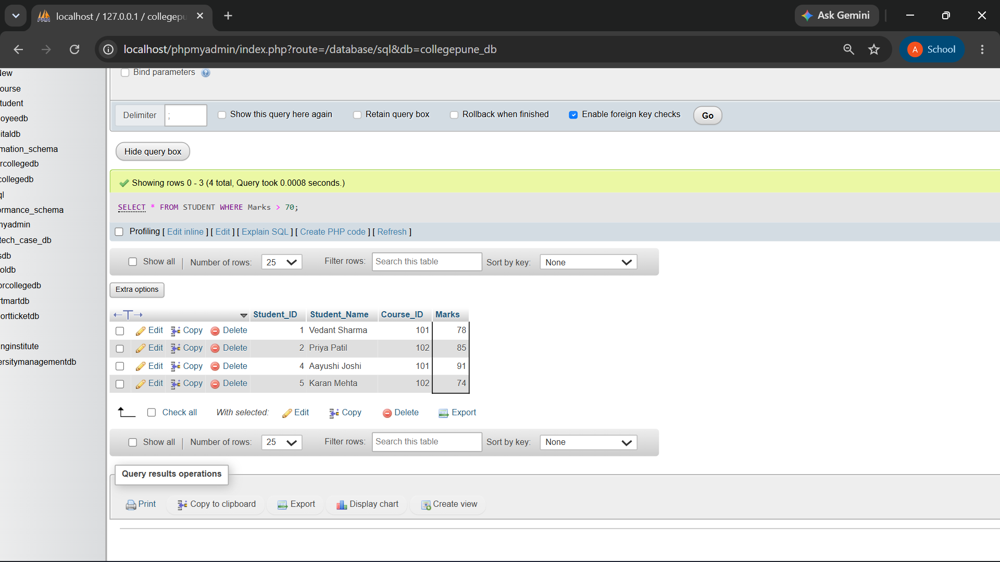 localhost / 127.0.0.1 / collegepu
Ask Gemini
localhost/phpmyadmin/index.php?route=/database/sql&db=collegepune_db
A School
ew
ourse
tudent
oyeedb
italdb
mation_schema
rcollegedb
collegedb
ql
ormance_schema
myadmin
tech_case_db
sdb
oldb
orcollegedb
rtmartdb
ortticketdb
nginstitute
ersitymanagementdb
Bind parameters
Delimiter ; Show this query here again Retain query box Rollback when finished Enable foreign key checks Go
Hide query box
Showing rows 0 - 3 (4 total, Query took 0.0008 seconds.)
SELECT * FROM STUDENT WHERE Marks > 70;
Profiling [ Edit inline ] [ Edit ] [ Explain SQL ] [ Create PHP code ] [ Refresh ]
Show all | Number of rows: 25 Filter rows: Search this table Sort by key: None
Extra options
←T→ Student_ID Student_Name Course_ID Marks
Edit Copy Delete 1 Vedant Sharma 101 78
Edit Copy Delete 2 Priya Patil 102 85
Edit Copy Delete 4 Aayushi Joshi 101 91
Edit Copy Delete 5 Karan Mehta 102 74
Check all With selected: Edit Copy Delete Export
Show all | Number of rows: 25 Filter rows: Search this table Sort by key: None
Query results operations
Print Copy to clipboard Export Display chart Create view